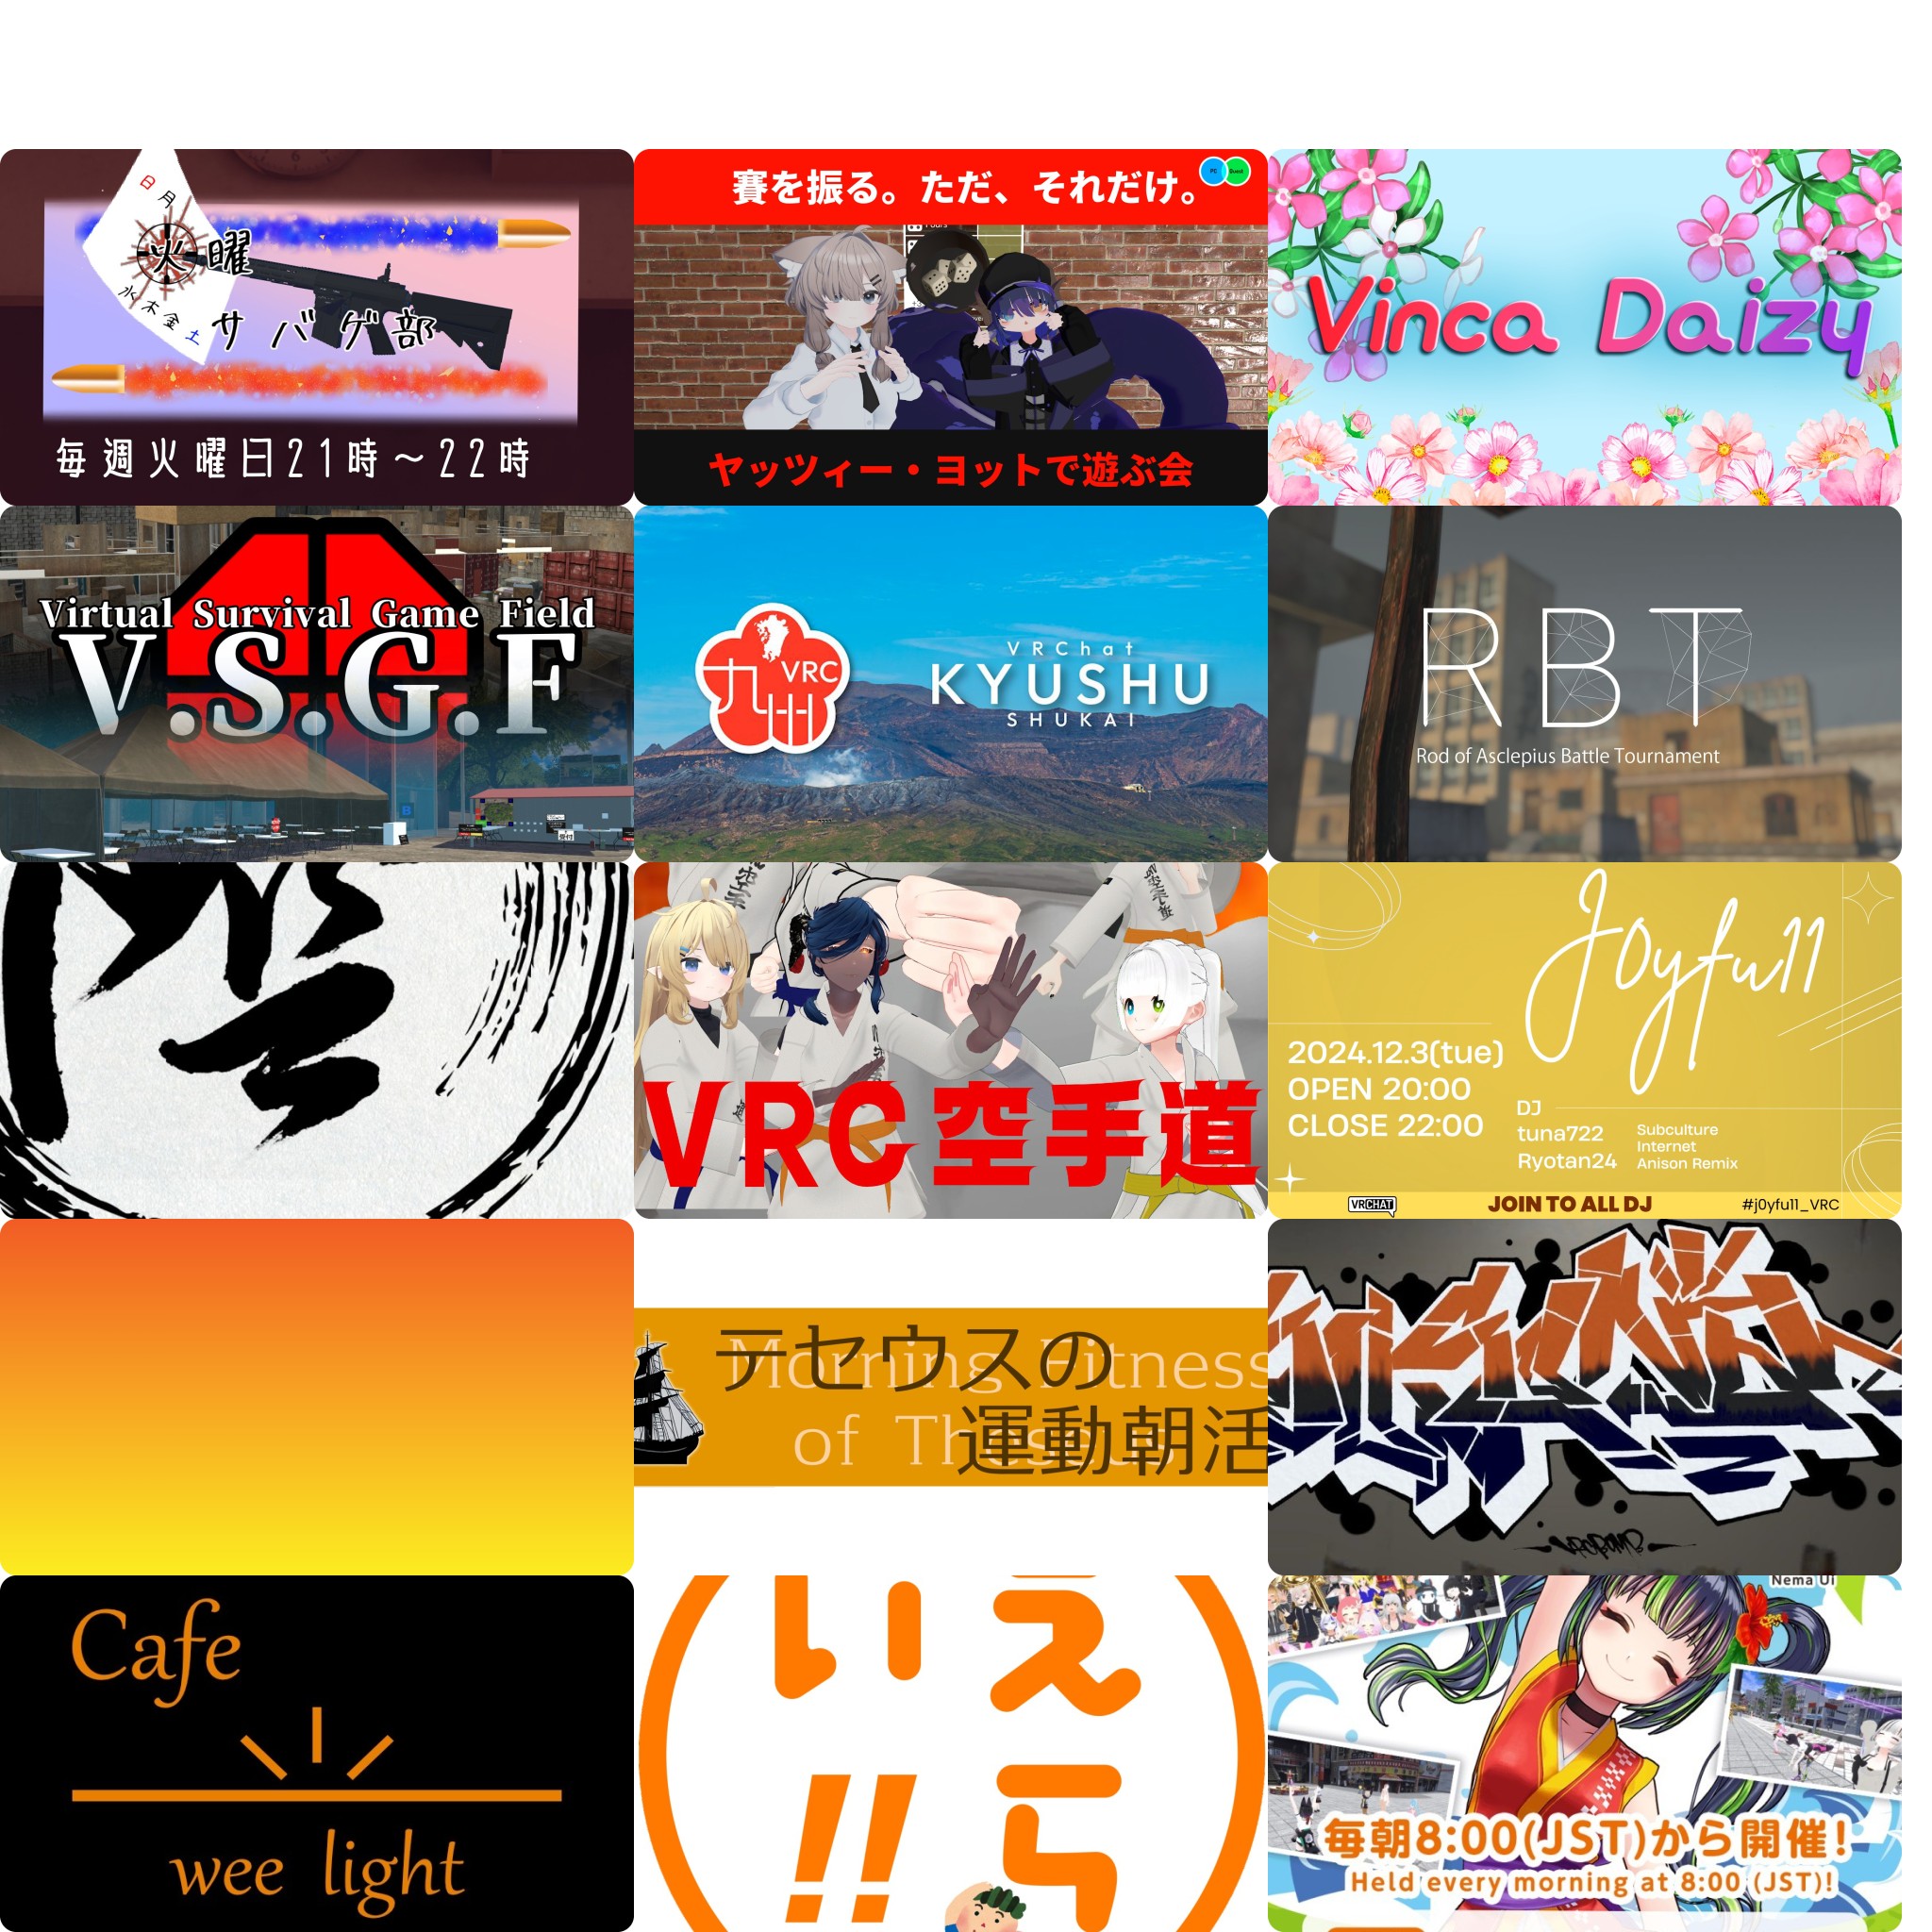 日
月
火曜
水
木
金
土
サバゲ部
毎週火曜日21時～22時
賽を振る。ただ、それだけ。
PC
Quest
ヤッツィー・ヨットで遊ぶ会
Vinca Daizy
Virtual Survival Game Field
V.S.G.F
九州
VRC
VRChat
KYUSHU
SHUKAI
RBT
Rod of Asclepius Battle Tournament
VRC空手道
Joyful11
2024.12.3(tue)
OPEN 20:00
CLOSE 22:00
DJ
tuna722
Ryotan24
Subculture
Internet
Anison Remix
VRCHAT
JOIN TO ALL DJ
#j0yfu11_VRC
テセウスの
運動朝活
Morning Fitness
of Theseus
Cafe
wee light
えらい!!
Nema Ui
毎朝8:00(JST)から開催!
Held every morning at 8:00 (JST)!